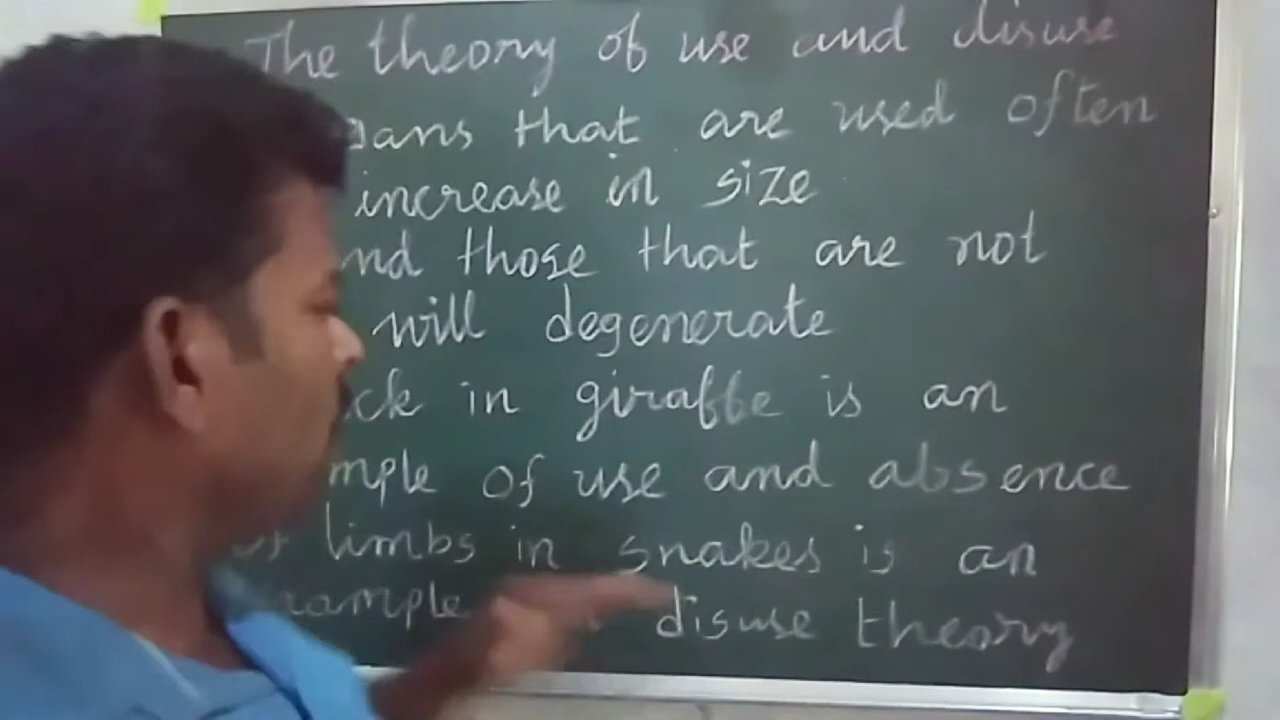 The theory of use and disuse
gans that are used often
increase in size
nd those that are not
will degenerate
ck in giraffe is an
mple of use and absence
of limbs in snakes is an
xample disuse theory